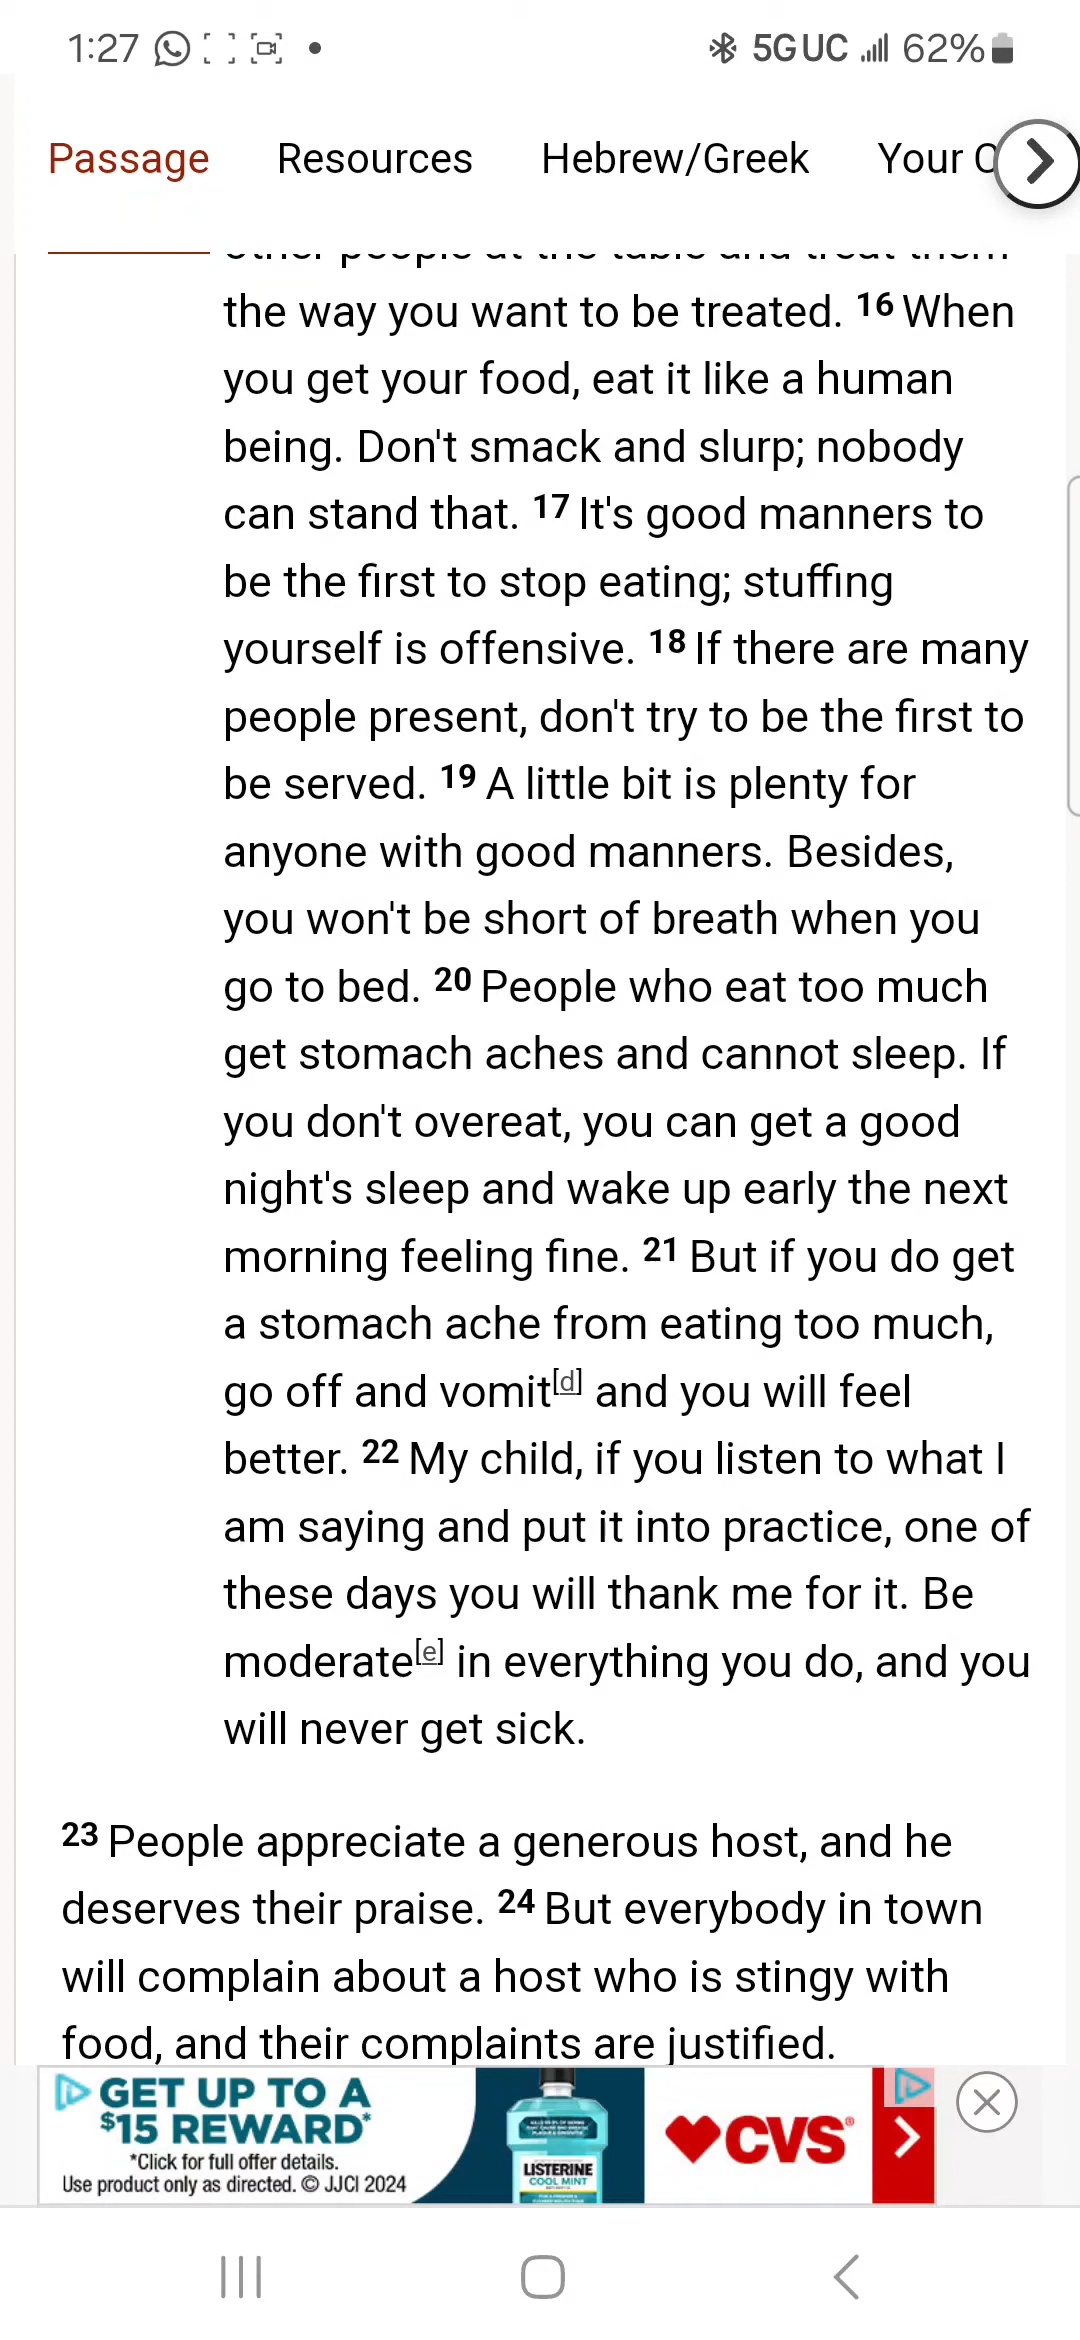 1:27 5G UC 62%
Passage Resources Hebrew/Greek Your C
other people at the table and treat them
the way you want to be treated. 16 When
you get your food, eat it like a human
being. Don't smack and slurp; nobody
can stand that. 17 It's good manners to
be the first to stop eating; stuffing
yourself is offensive. 18 If there are many
people present, don't try to be the first to
be served. 19 A little bit is plenty for
anyone with good manners. Besides,
you won't be short of breath when you
go to bed. 20 People who eat too much
get stomach aches and cannot sleep. If
you don't overeat, you can get a good
night's sleep and wake up early the next
morning feeling fine. 21 But if you do get
a stomach ache from eating too much,
go off and vomit[d] and you will feel
better. 22 My child, if you listen to what I
am saying and put it into practice, one of
these days you will thank me for it. Be
moderate[e] in everything you do, and you
will never get sick.
23 People appreciate a generous host, and he
deserves their praise. 24 But everybody in town
will complain about a host who is stingy with
food, and their complaints are justified.
GET UP TO A
$15 REWARD*
*Click for full offer details.
Use product only as directed. © JJCI 2024
LISTERINE
COOL MINT
CVS®